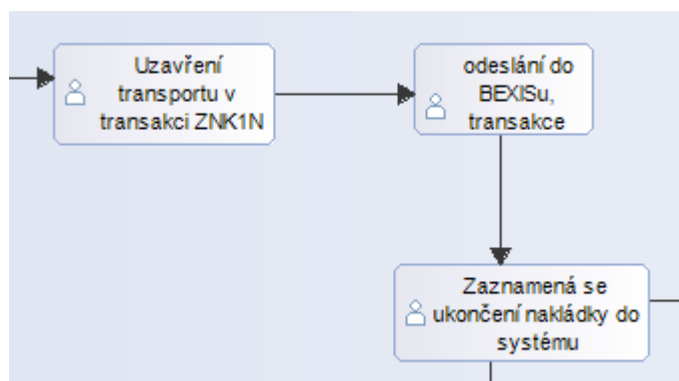 Uzavření
transportu v
transakci ZNK1N
odeslání do
BEXISu,
transakce
Zaznamená se
ukončení nakládky do
systému